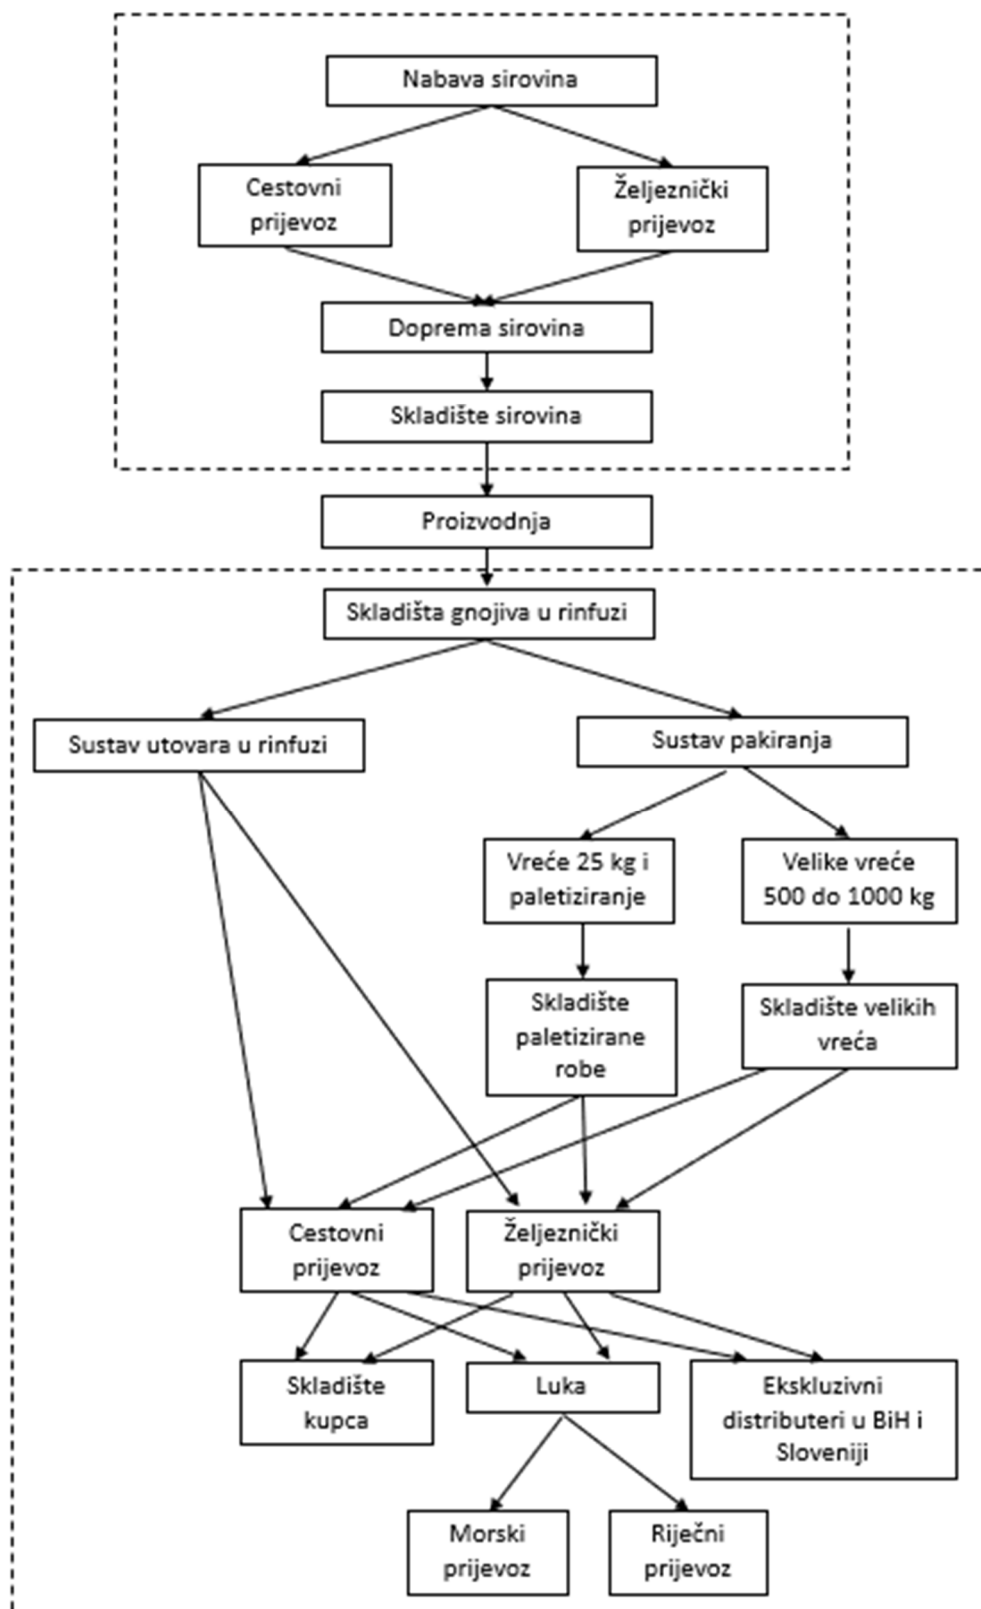 Nabava sirovina
Cestovni
prijevoz
Željeznički
prijevoz
Doprema sirovina
Skladište sirovina
Proizvodnja
Skladišta gnojiva u rinfuzi
Sustav utovara u rinfuzi
Sustav pakiranja
Vreće 25 kg i
paletiziranje
Velike vreće
500 do 1000 kg
Skladište
paletizirane
robe
Skladište velikih
vreća
Cestovni
prijevoz
Željeznički
prijevoz
Skladište
kupca
Luka
Ekskluzivni
distributeri u BiH i
Sloveniji
Morski
prijevoz
Riječni
prijevoz